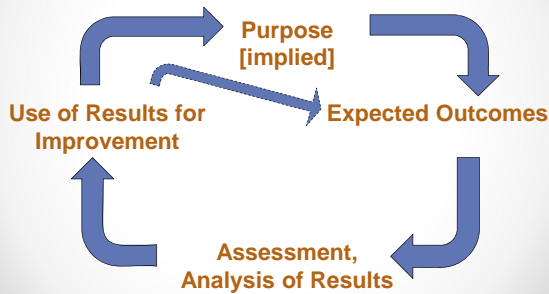 Purpose
[implied]
Use of Results for
Improvement
Expected Outcomes
Assessment,
Analysis of Results